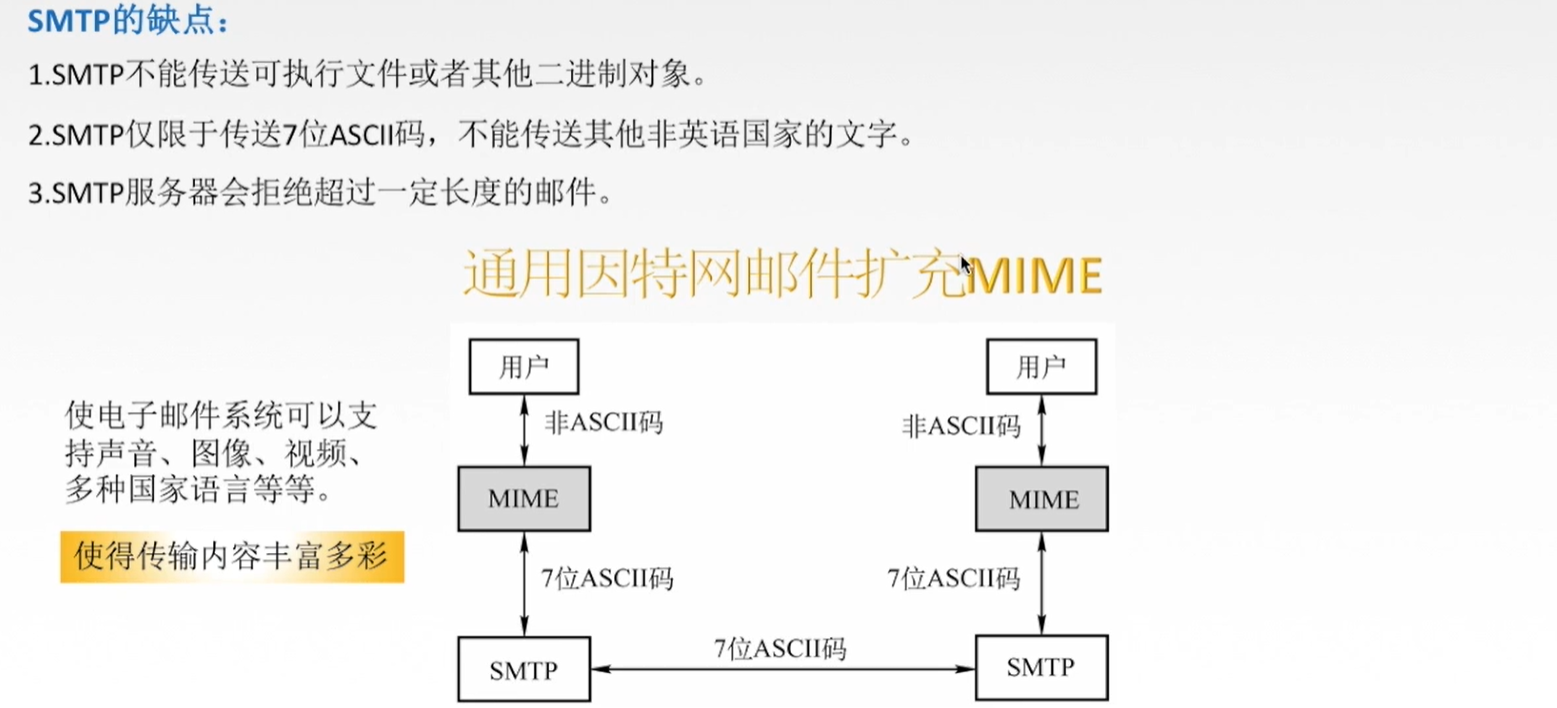 SMTP的缺点：
1.SMTP不能传送可执行文件或者其他二进制对象。
2.SMTP仅限于传送7位ASCII码，不能传送其他非英语国家的文字。
3.SMTP服务器会拒绝超过一定长度的邮件。
通用因特网邮件扩充MIME
用户
用户
使电子邮件系统可以支
持声音、图像、视频、
多种国家语言等等。
非ASCII码
非ASCII码
MIME
MIME
使得传输内容丰富多彩
7位ASCII码
7位ASCII码
7位ASCII码
SMTP
SMTP